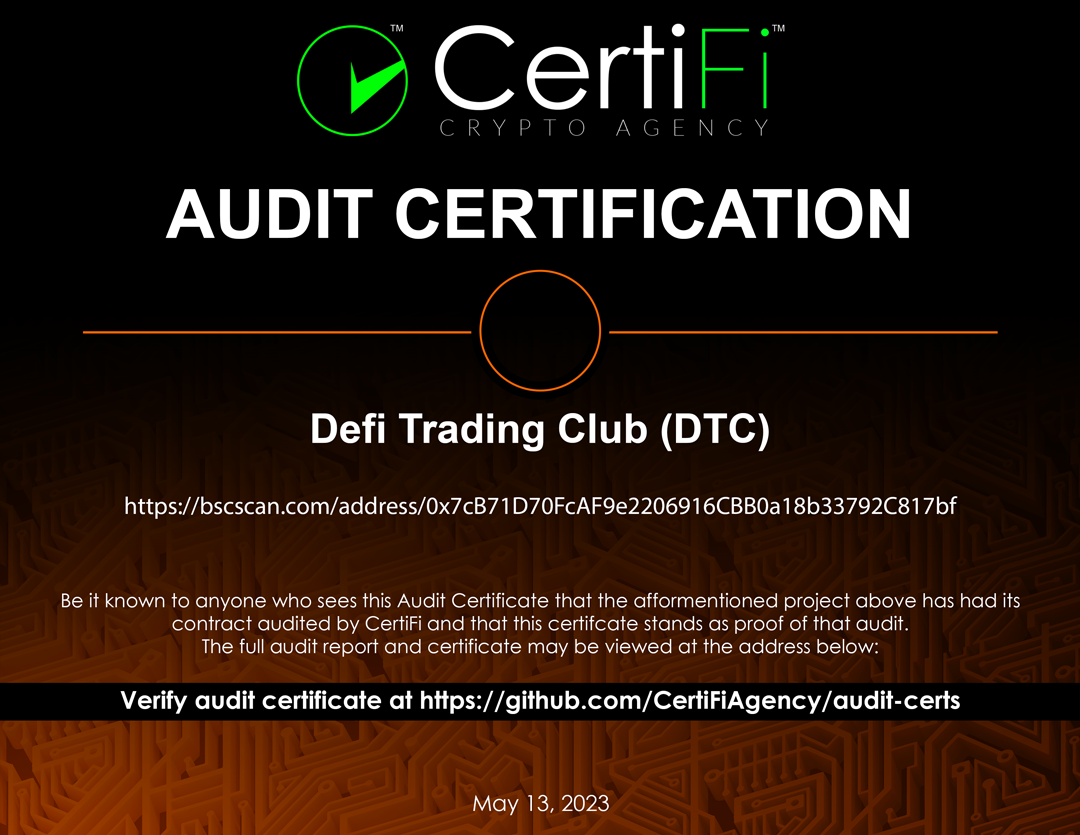 TM
CertiFi TM
CRYPTO AGENCY
AUDIT CERTIFICATION
Defi Trading Club (DTC)
https://bscscan.com/address/0x7cB71D70FcAF9e2206916CBB0a18b33792C817bf
Be it known to anyone who sees this Audit Certificate that the afformentioned project above has had its
contract audited by CertiFi and that this certifcate stands as proof of that audit.
The full audit report and certificate may be viewed at the address below:
Verify audit certificate at https://github.com/CertiFiAgency/audit-certs
May 13, 2023